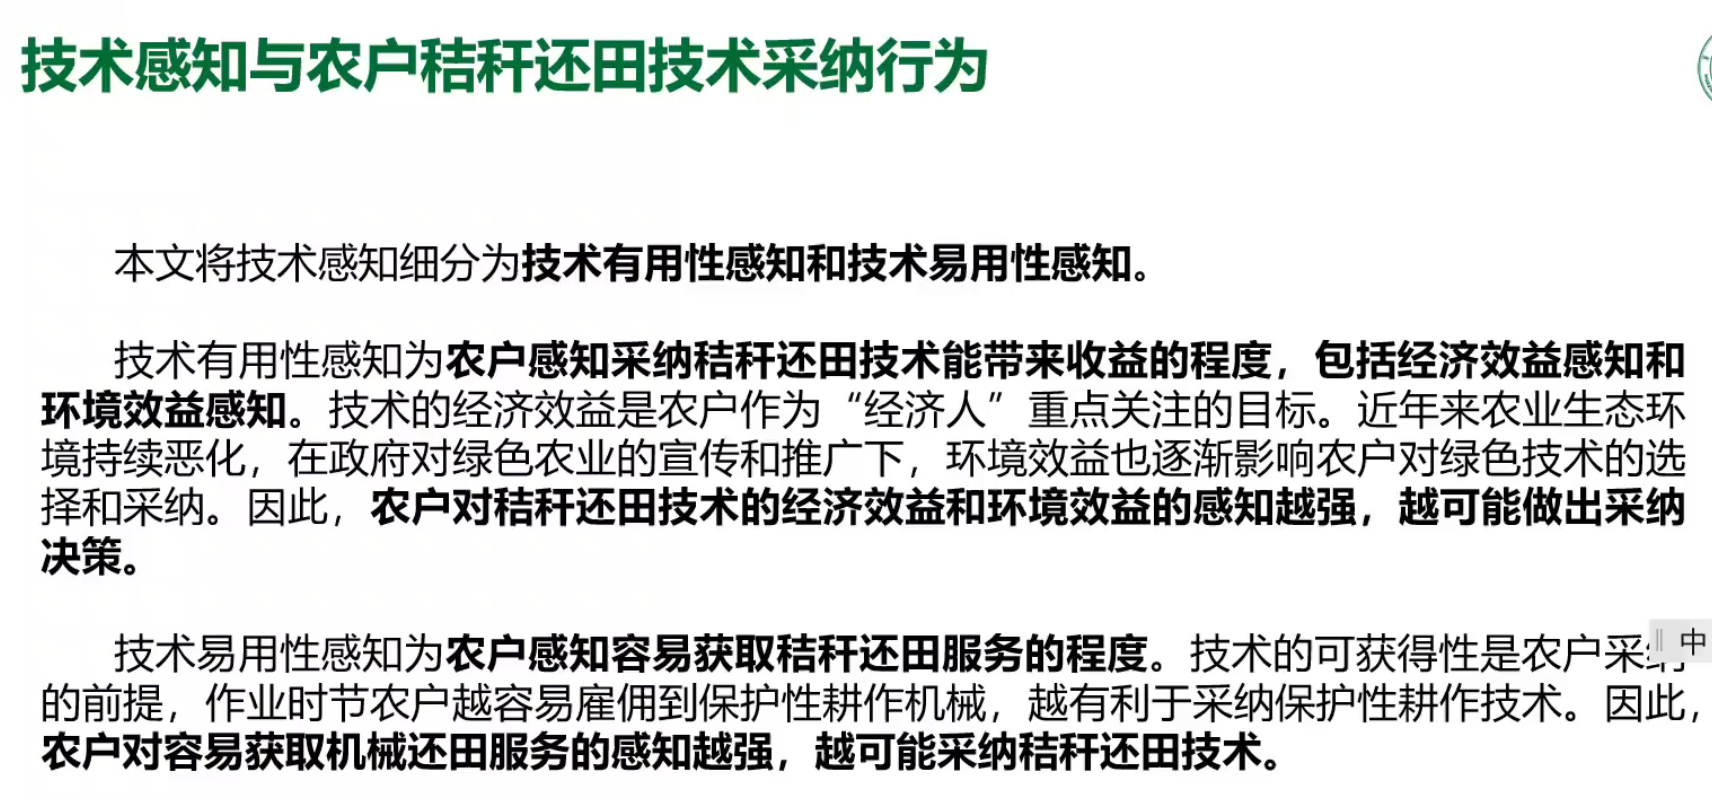 技术感知与农户秸秆还田技术采纳行为
本文将技术感知细分为技术有用性感知和技术易用性感知。
技术有用性感知为农户感知采纳秸秆还田技术能带来收益的程度，包括经济效益感知和
环境效益感知。技术的经济效益是农户作为“经济人”重点关注的目标。近年来农业生态环
境持续恶化，在政府对绿色农业的宣传和推广下，环境效益也逐渐影响农户对绿色技术的选
择和采纳。因此，农户对秸秆还田技术的经济效益和环境效益的感知越强，越可能做出采纳
决策。
技术易用性感知为农户感知容易获取秸秆还田服务的程度。技术的可获得性是农户采纳
中
的前提，作业时节农户越容易雇佣到保护性耕作机械，越有利于采纳保护性耕作技术。因此，
农户对容易获取机械还田服务的感知越强，越可能采纳秸秆还田技术。